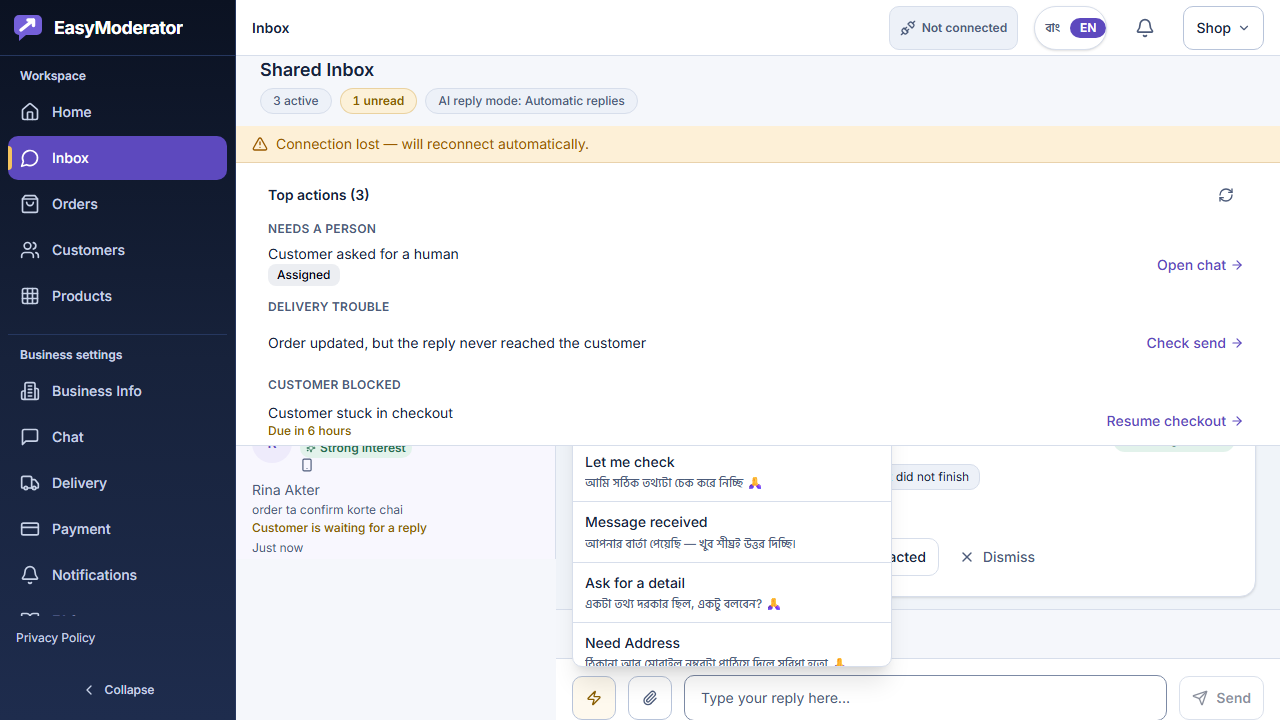 EasyModerator
Workspace
Home
Inbox
Orders
Customers
Products
Business settings
Business Info
Chat
Delivery
Payment
Notifications
Privacy Policy
Collapse
Inbox
Not connected
বাং
EN
Shop
Shared Inbox
3 active
1 unread
AI reply mode: Automatic replies
Connection lost — will reconnect automatically.
Top actions (3)
NEEDS A PERSON
Customer asked for a human
Assigned
Open chat →
DELIVERY TROUBLE
Order updated, but the reply never reached the customer
Check send →
CUSTOMER BLOCKED
Customer stuck in checkout
Due in 6 hours
Resume checkout →
Strong interest
Rina Akter
order ta confirm korte chai
Customer is waiting for a reply
Just now
Let me check
আমি সঠিক তথ্যটা চেক করে নিচ্ছি 🙏
Message received
আপনার বার্তা পেয়েছি — খুব শীঘ্রই উত্তর দিচ্ছি।
Ask for a detail
একটা তথ্য দরকার ছিল, একটু বলবেন? 🙏
Need Address
ঠিকানা আর মোবাইল নম্বরটা পাঠিয়ে দিলে সুবিধা হতো 🙏
did not finish
Dismiss
Type your reply here...
Send